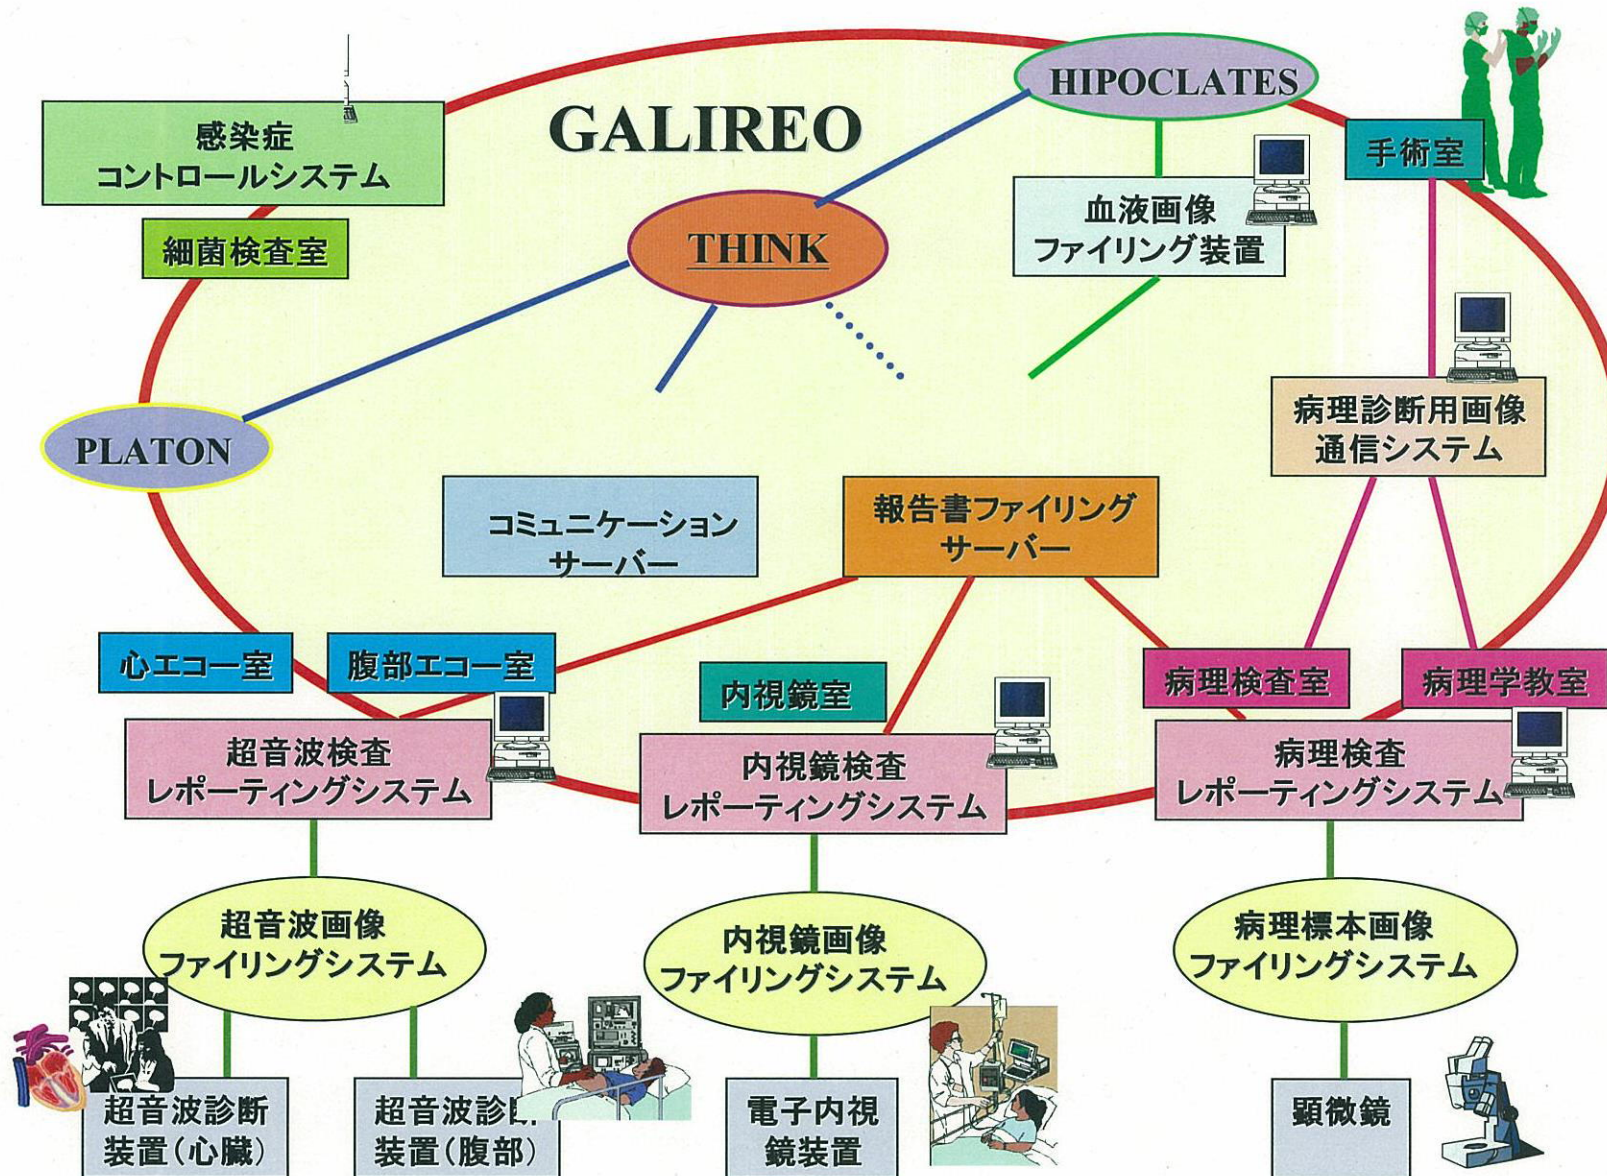 GALIREO
HIPOCLATES
感染症
コントロールシステム
手術室
細菌検査室
THINK
血液画像
ファイリング装置
PLATON
病理診断用画像
通信システム
コミュニケーション
サーバー
報告書ファイリング
サーバー
心エコー室
腹部エコー室
内視鏡室
病理検査室
病理学教室
超音波検査
レポーティングシステム
内視鏡検査
レポーティングシステム
病理検査
レポーティングシステム
超音波画像
ファイリングシステム
内視鏡画像
ファイリングシステム
病理標本画像
ファイリングシステム
超音波診断
装置(心臓)
超音波診断
装置(腹部)
電子内視
鏡装置
顕微鏡